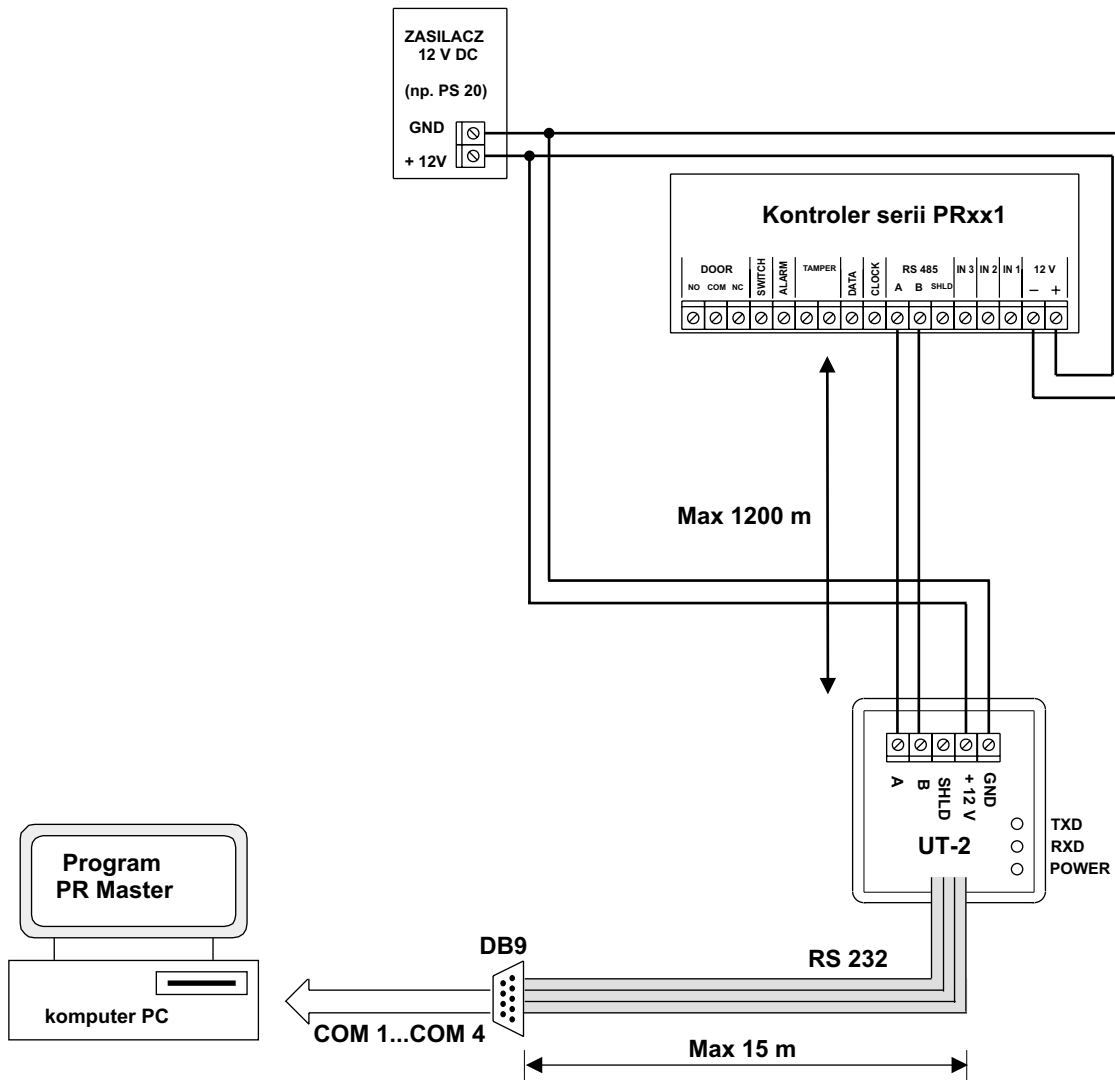 ZASILACZ
12 V DC
(np. PS 20)
GND
+ 12V
Kontroler serii PRxx1
DOOR
NO COM NC
SWITCH
ALARM
TAMPER
DATA
CLOCK
RS 485
A B SHLD
IN 3
IN 2
IN 1
12 V
− +
Max 1200 m
A
B
SHLD
+ 12 V
GND
UT-2
TXD
RXD
POWER
Program
PR Master
komputer PC
DB9
RS 232
COM 1...COM 4
Max 15 m